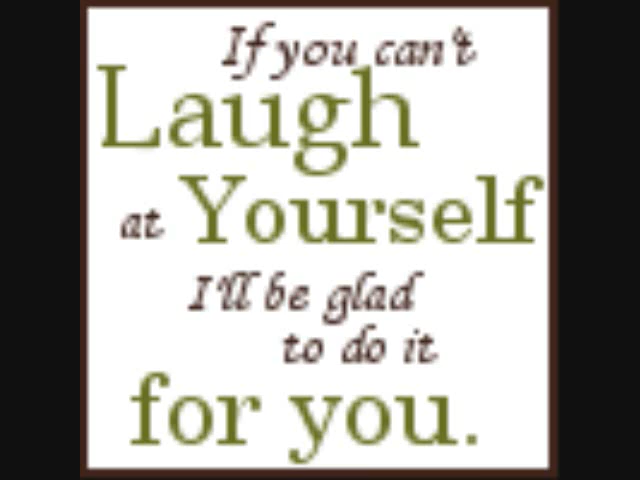 If you can't
Laugh
at Yourself
I'll be glad
to do it
for you.